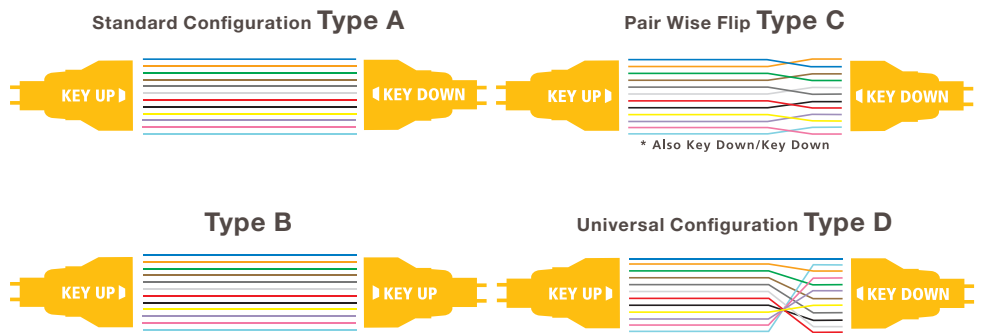 Standard Configuration Type A
KEY UP
KEY DOWN
Pair Wise Flip Type C
KEY UP
KEY DOWN
* Also Key Down/Key Down
Type B
KEY UP
KEY UP
Universal Configuration Type D
KEY UP
KEY DOWN